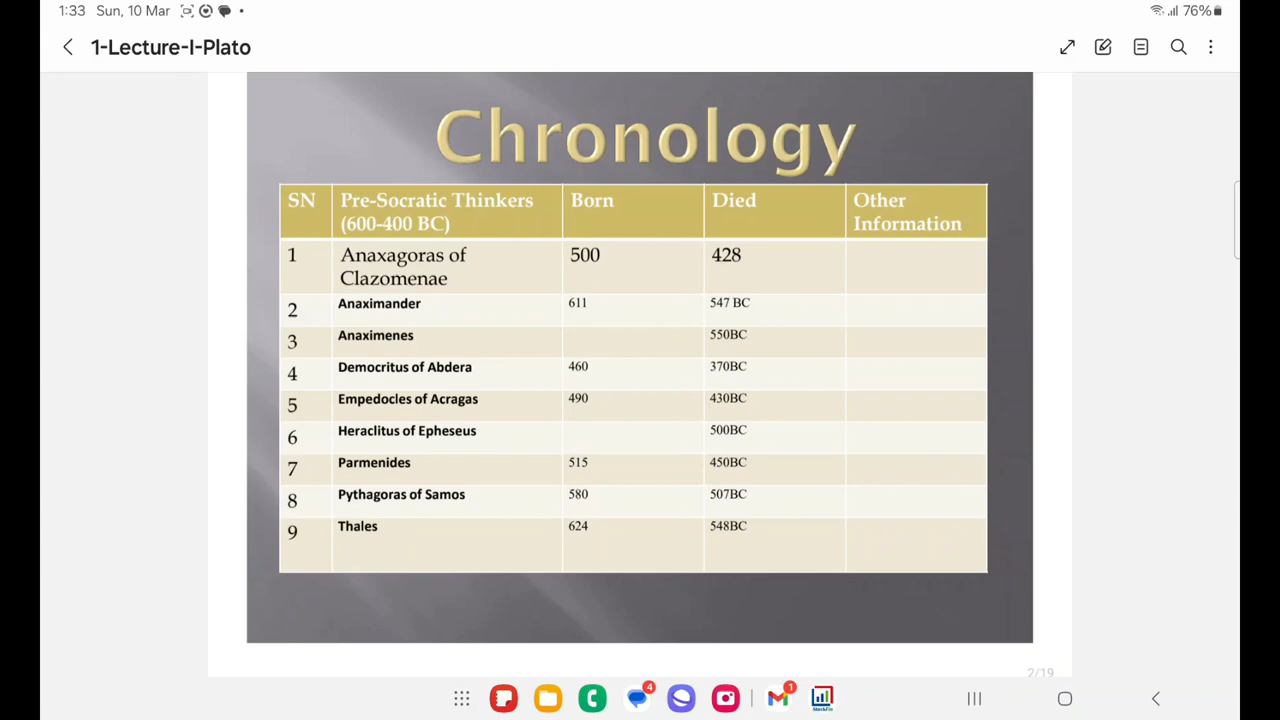 1:33 Sun, 10 Mar 76%
1-Lecture-I-Plato
Chronology
SN Pre-Socratic Thinkers Born Died Other
(600-400 BC) Information
1 Anaxagoras of 500 428
Clazomenae
2 Anaximander 611 547 BC
3 Anaximenes 550BC
4 Democritus of Abdera 460 370BC
5 Empedocles of Acragas 490 430BC
6 Heraclitus of Epheseus 500BC
7 Parmenides 515 450BC
8 Pythagoras of Samos 580 507BC
9 Thales 624 548BC
2/19
4 1